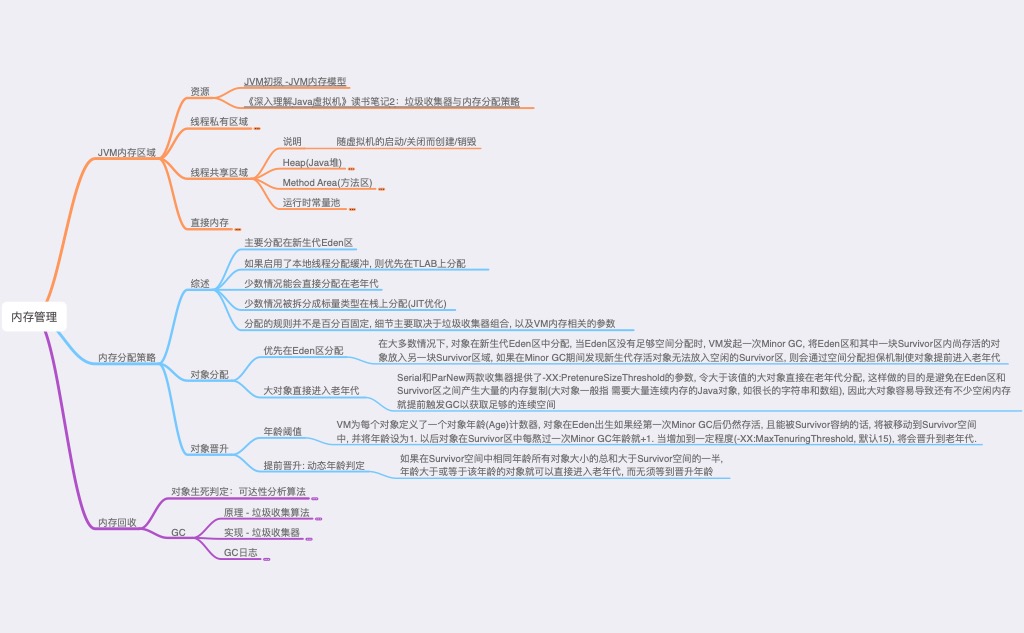 内存管理
JVM内存区域
资源
JVM初探 -JVM内存模型
《深入理解Java虚拟机》读书笔记2：垃圾收集器与内存分配策略
线程私有区域
线程共享区域
说明
随虚拟机的启动/关闭而创建/销毁
Heap(Java堆)
Method Area(方法区)
运行时常量池
直接内存
内存分配策略
综述
主要分配在新生代Eden区
如果启用了本地线程分配缓冲, 则优先在TLAB上分配
少数情况能会直接分配在老年代
少数情况被拆分成标量类型在栈上分配(JIT优化)
分配的规则并不是百分百固定, 细节主要取决于垃圾收集器组合, 以及VM内存相关的参数
对象分配
优先在Eden区分配
在大多数情况下, 对象在新生代Eden区中分配, 当Eden区没有足够空间分配时, VM发起一次Minor GC, 将Eden区和其中一块Survivor区内尚存活的对
象放入另一块Survivor区域, 如果在Minor GC期间发现新生代存活对象无法放入空闲的Survivor区, 则会通过空间分配担保机制使对象提前进入老年代
大对象直接进入老年代
Serial和ParNew两款收集器提供了-XX:PretenureSizeThreshold的参数, 令大于该值的大对象直接在老年代分配, 这样做的目的是避免在Eden区和
Survivor区之间产生大量的内存复制(大对象一般指 需要大量连续内存的Java对象, 如很长的字符串和数组), 因此大对象容易导致还有不少空闲内存
就提前触发GC以获取足够的连续空间
对象晋升
年龄阈值
VM为每个对象定义了一个对象年龄(Age)计数器, 对象在Eden出生如果经第一次Minor GC后仍然存活, 且能被Survivor容纳的话, 将被移动到Survivor空间
中, 并将年龄设为1. 以后对象在Survivor区中每熬过一次Minor GC年龄就+1. 当增加到一定程度(-XX:MaxTenuringThreshold, 默认15), 将会晋升到老年代.
提前晋升: 动态年龄判定
如果在Survivor空间中相同年龄所有对象大小的总和大于Survivor空间的一半,
年龄大于或等于该年龄的对象就可以直接进入老年代, 而无须等到晋升年龄
内存回收
对象生死判定：可达性分析算法
GC
原理 - 垃圾收集算法
实现 - 垃圾收集器
GC日志